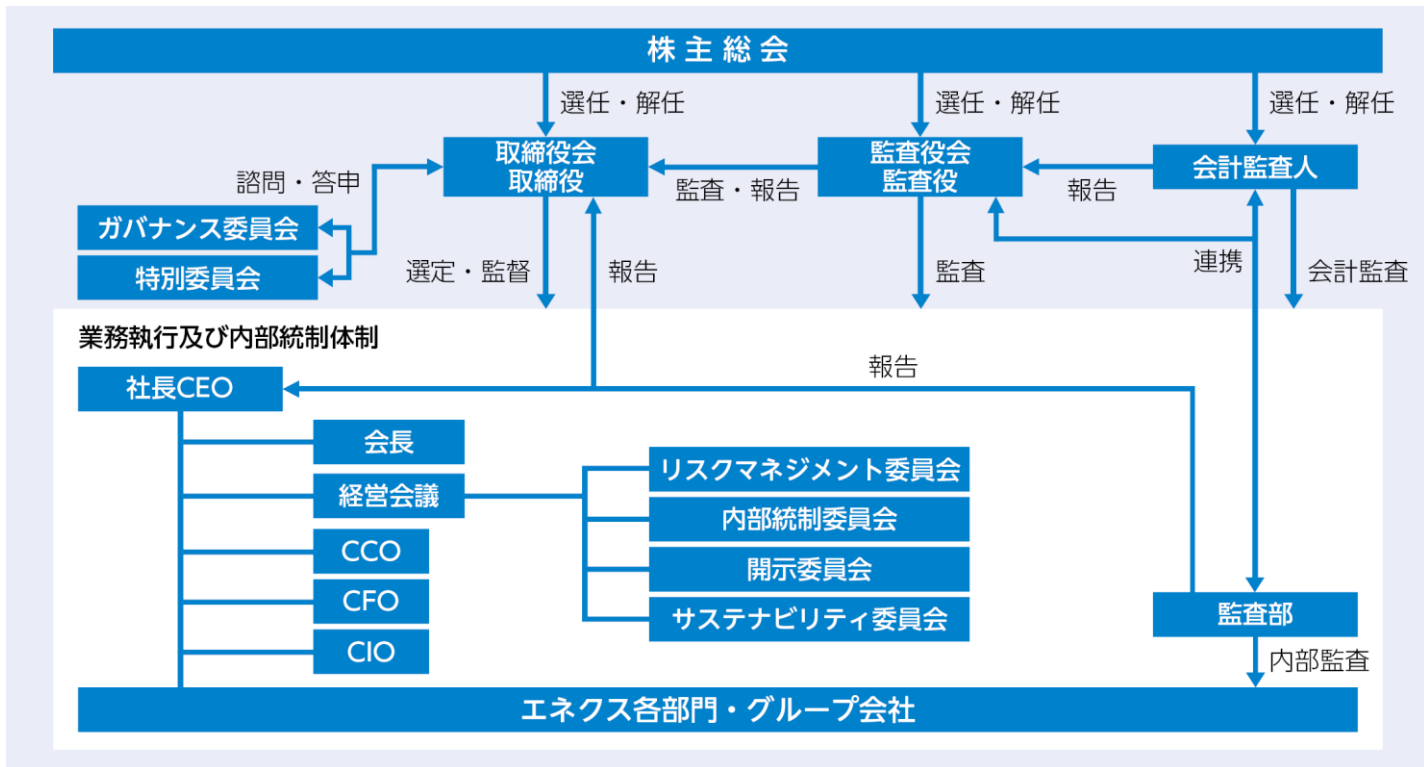 株主総会
選任・解任
選任・解任
選任・解任
取締役会
取締役
監査役会
監査役
会計監査人
諮問・答申
監査・報告
報告
ガバナンス委員会
特別委員会
選定・監督
報告
監査
連携
会計監査
業務執行及び内部統制体制
報告
社長CEO
会長
経営会議
CCO
CFO
CIO
リスクマネジメント委員会
内部統制委員会
開示委員会
サステナビリティ委員会
監査部
内部監査
エネクス各部門・グループ会社